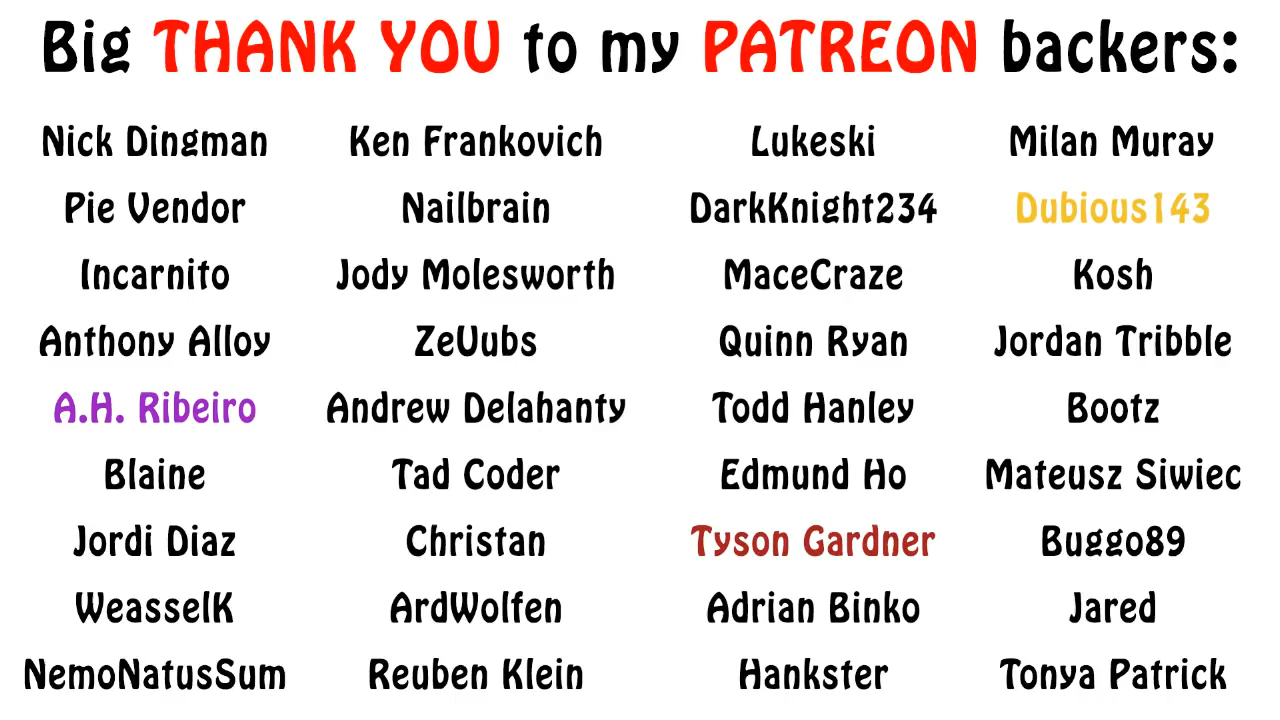 Big THANK YOU to my PATREON backers:
Nick Dingman Ken Frankovich Lukeski Milan Muray
Pie Vendor Nailbrain DarkKnight234 Dubious143
Incarnito Jody Molesworth MaceCraze Kosh
Anthony Alloy ZeVubs Quinn Ryan Jordan Tribble
A.H. Ribeiro Andrew Delahanty Todd Hanley Bootz
Blaine Tad Coder Edmund Ho Mateusz Siwiec
Jordi Diaz Christan Tyson Gardner Buggo89
WeasselK ArdWolfen Adrian Binko Jared
NemoNatusSum Reuben Klein Hankster Tonya Patrick